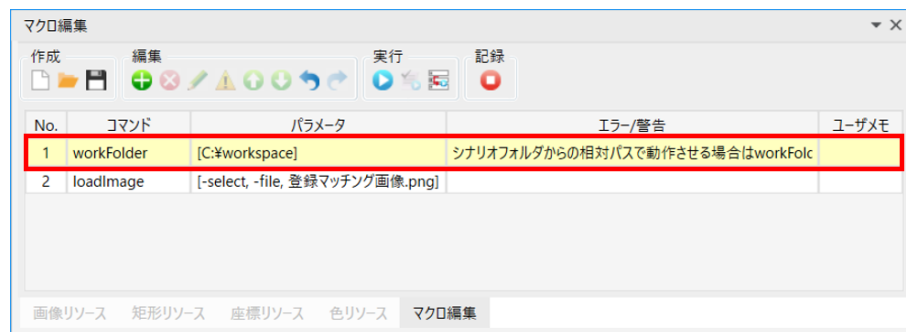 マクロ編集
作成 編集 実行 記録
No. コマンド パラメータ エラー/警告 ユーザメモ
1 workFolder [C:¥workspace] シナリオフォルダからの相対パスで動作させる場合はworkFolc
2 loadImage [-select, -file, 登録マッチング画像.png]
画像リソース 矩形リソース 座標リソース 色リソース マクロ編集